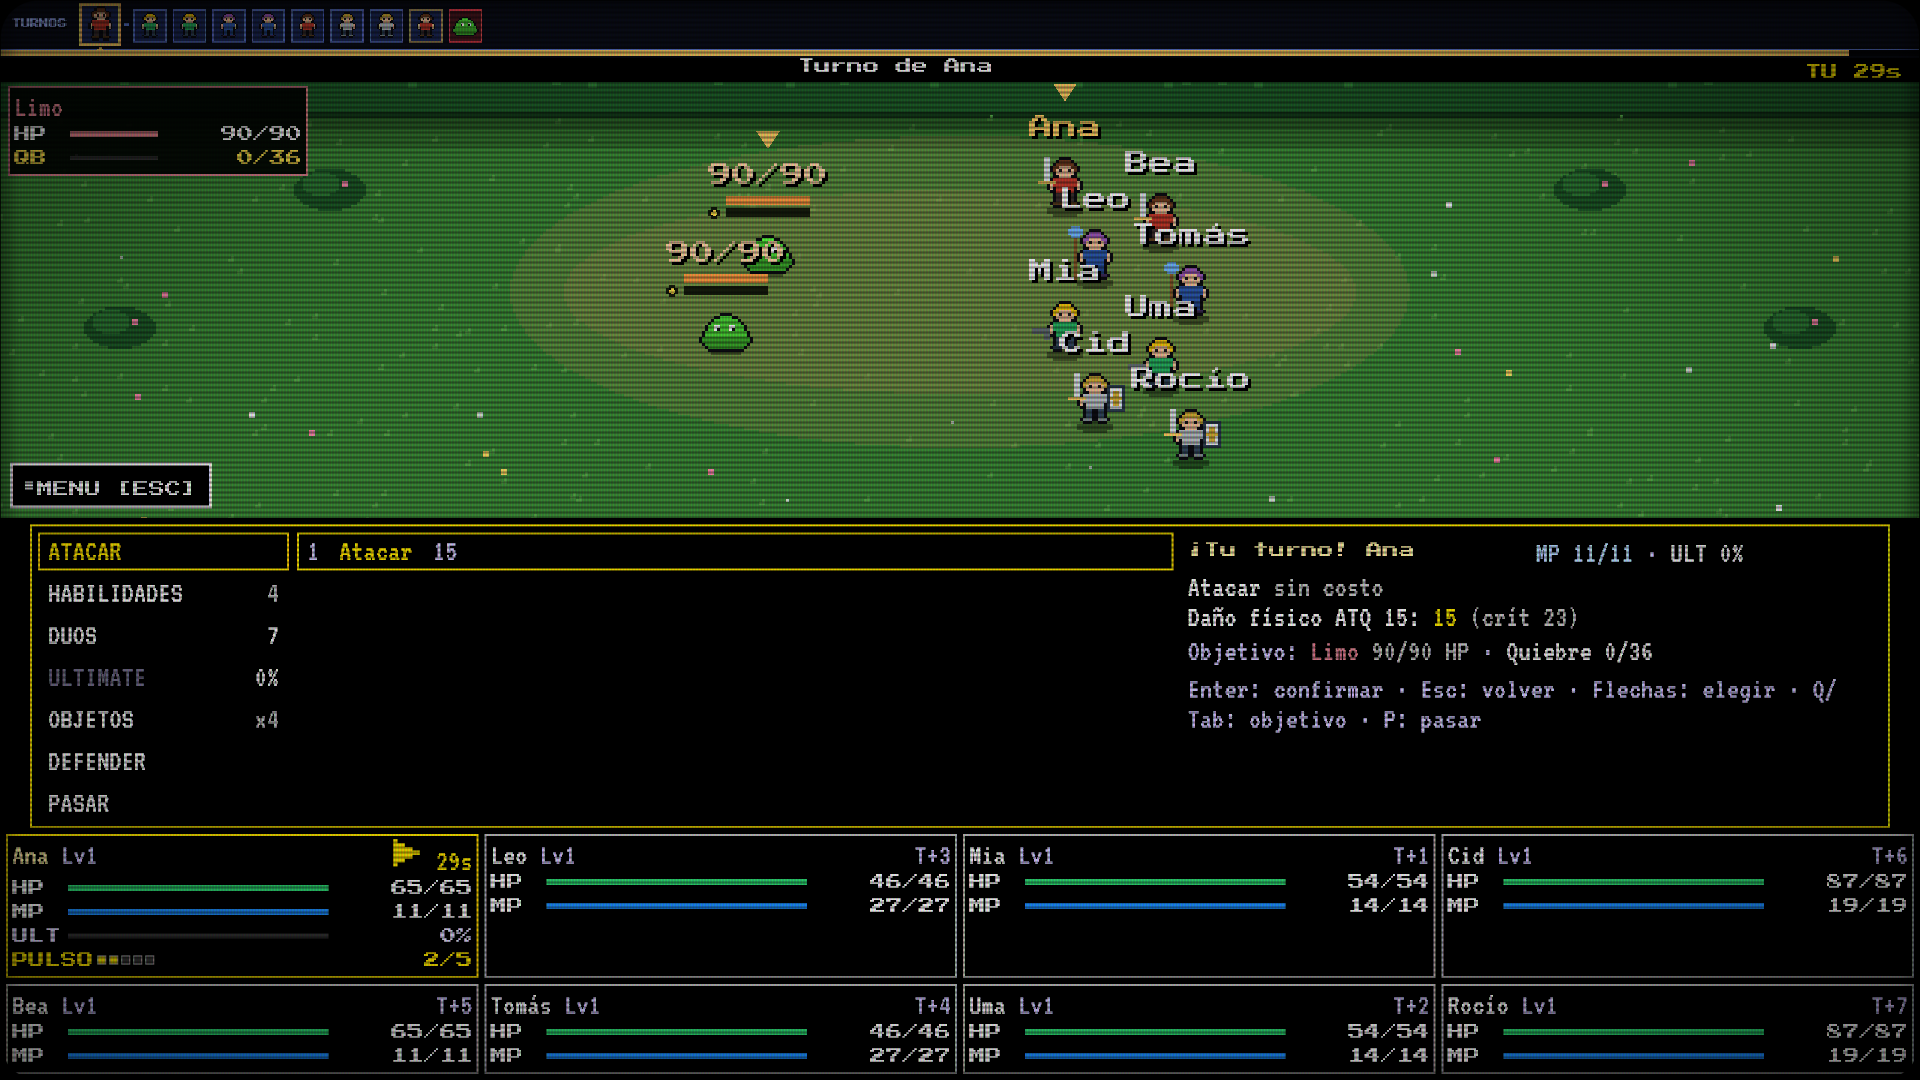 TURNOS
Turno de Ana
TU 29s
Limo
HP 90/90
QB 0/36
90/90
90/90
Ana
Bea
Leo
Tomás
Mia
Uma
Cid
Rocío
≡MENU [ESC]
ATACAR
HABILIDADES 4
DUOS 7
ULTIMATE 0%
OBJETOS x4
DEFENDER
PASAR
1 Atacar 15
¡Tu turno! Ana MP 11/11 · ULT 0%
Atacar sin costo
Daño físico ATQ 15: 15 (crít 23)
Objetivo: Limo 90/90 HP · Quiebre 0/36
Enter: confirmar · Esc: volver · Flechas: elegir · Q/
Tab: objetivo · P: pasar
Ana Lv1 29s
HP 65/65
MP 11/11
ULT 0%
PULSO 2/5
Leo Lv1 T+3
HP 46/46
MP 27/27
Mia Lv1 T+1
HP 54/54
MP 14/14
Cid Lv1 T+6
HP 87/87
MP 19/19
Bea Lv1 T+5
HP 65/65
MP 11/11
Tomás Lv1 T+4
HP 46/46
MP 27/27
Uma Lv1 T+2
HP 54/54
MP 14/14
Rocío Lv1 T+7
HP 87/87
MP 19/19